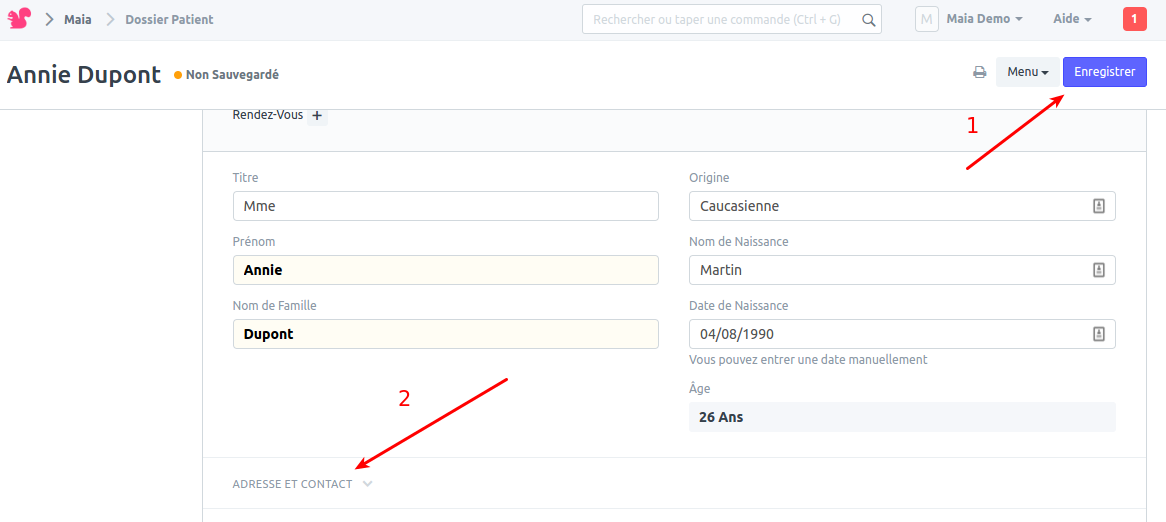 Maia
Dossier Patient
Rechercher ou taper une commande (Ctrl + G)
M
Maia Demo
Aide
1
Annie Dupont
Non Sauvegardé
Menu
Enregistrer
Rendez-Vous +
1
Titre
Mme
Prénom
Annie
Nom de Famille
Dupont
Origine
Caucasienne
Nom de Naissance
Martin
Date de Naissance
04/08/1990
Vous pouvez entrer une date manuellement
Âge
26 Ans
2
ADRESSE ET CONTACT